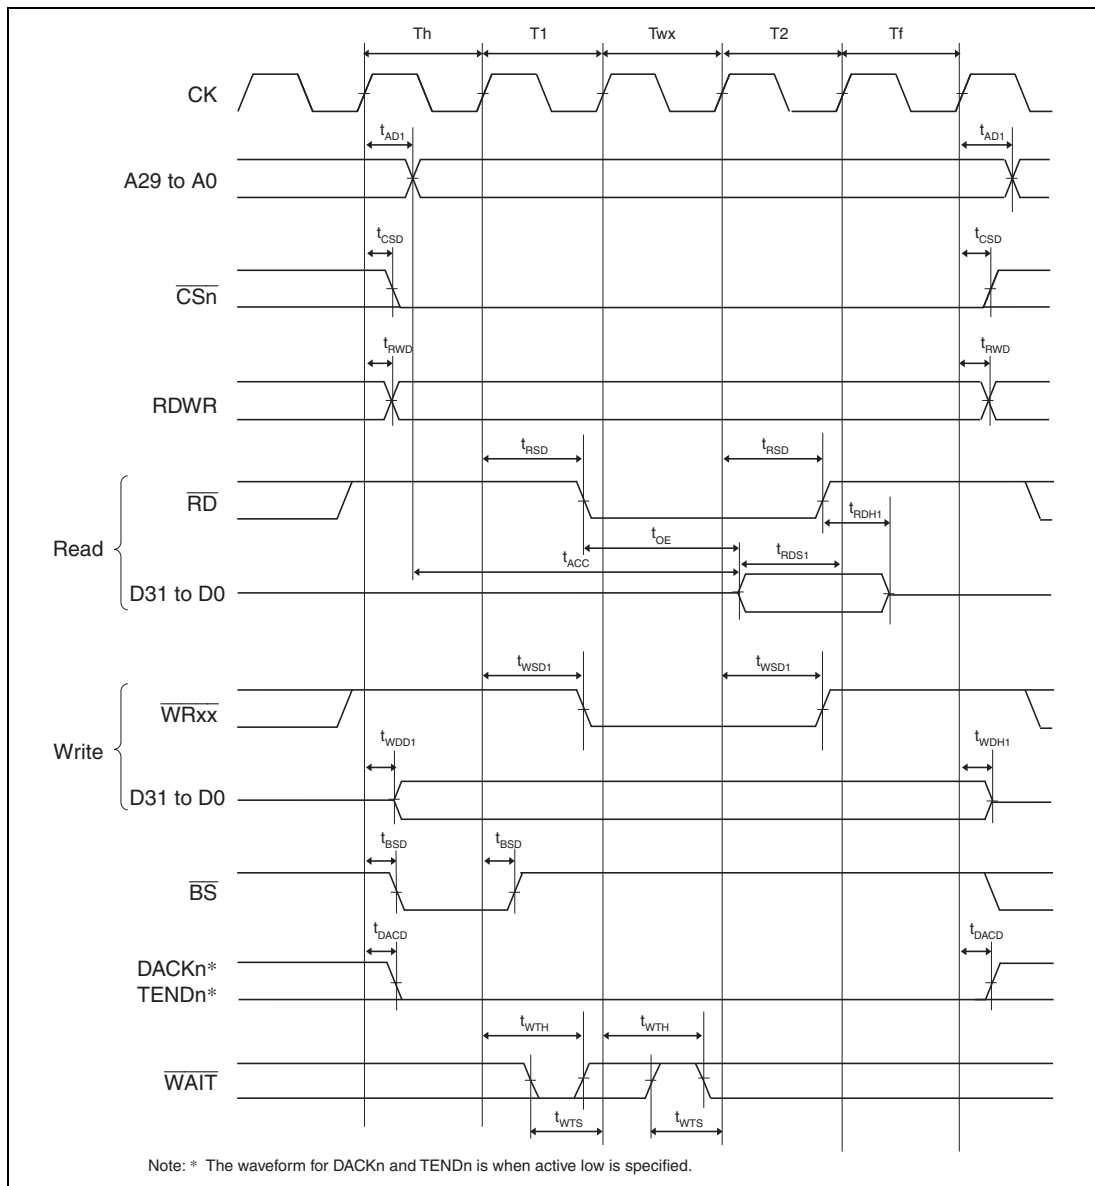 Th T1 Twx T2 Tf
CK
tAD1 tAD1
A29 to A0
tCSD tCSD
CSn
tRWD tRWD
RDWR
tRSD tRSD
RD
tRDH1
tOE
Read
tACC tRDS1
D31 to D0
tWSD1 tWSD1
WRxx
Write
tWDD1 tWDH1
D31 to D0
tBSD tBSD
BS
tDACD tDACD
DACKn*
TENDn*
tWTH tWTH
WAIT
tWTS tWTS
Note: * The waveform for DACKn and TENDn is when active low is specified.